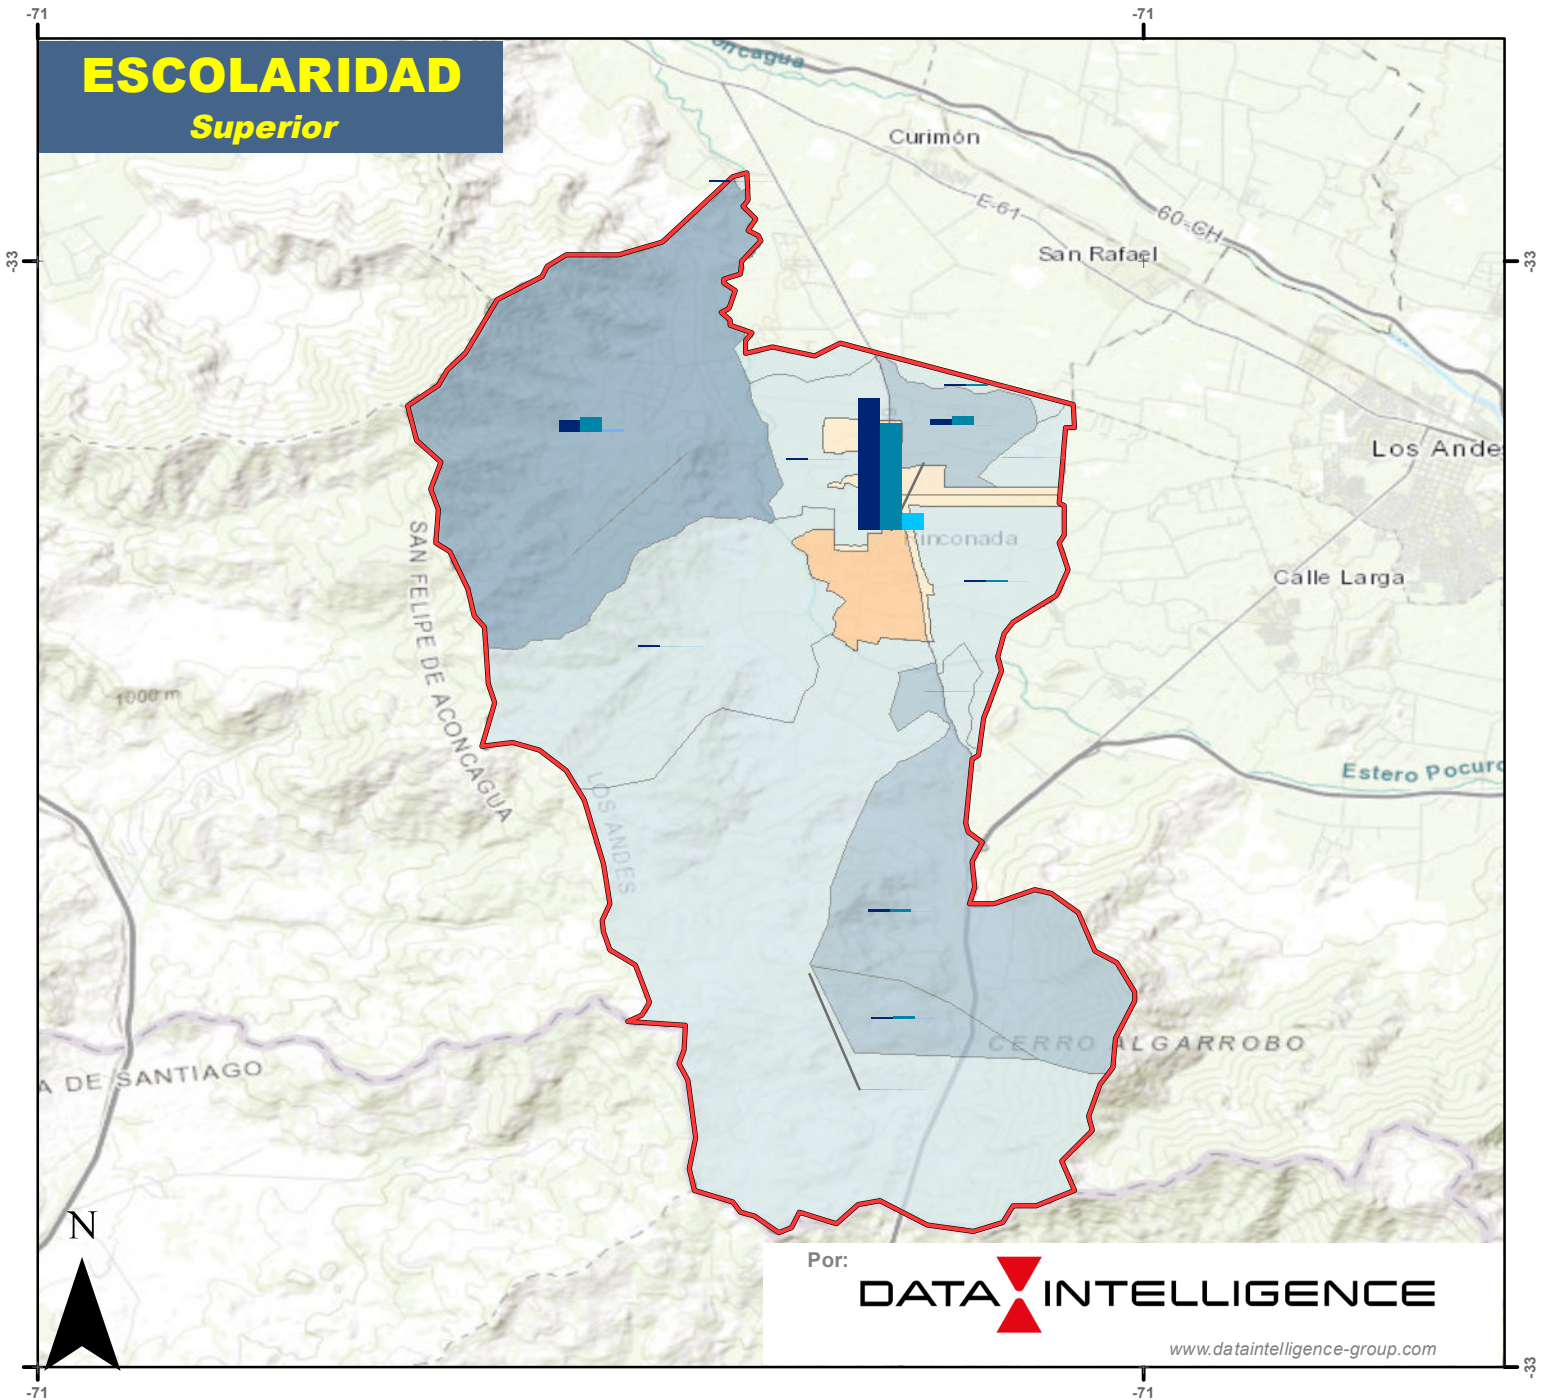 -71
-71
ESCOLARIDAD
Superior
Curimón
E-61
60-CH
San Rafael
-33
-33
Los Ande
Rinconada
Calle Larga
SAN FELIPE DE ACONCAGUA
1000 m
Estero Pocuro
LOS ANDES
CERRO ALGARROBO
A DE SANTIAGO
N
Por:
DATA INTELLIGENCE
www.dataintelligence-group.com
-33
-71
-71